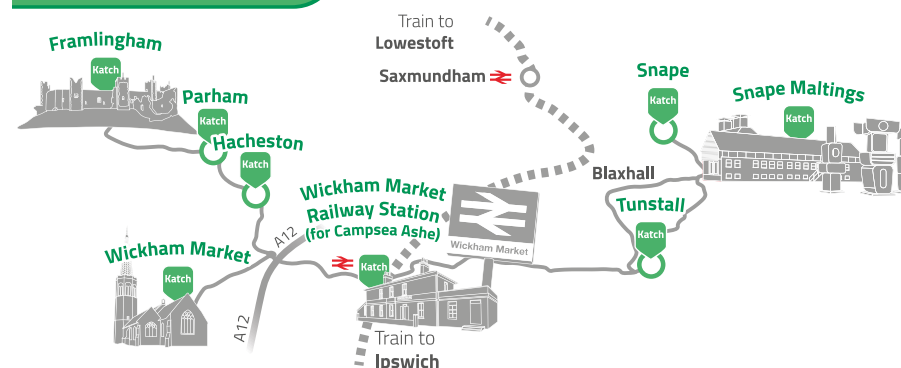 Train to
Lowestoft
Framlingham
Katch
Saxmundham
Snape
Katch
Snape Maltings
Katch
Parham
Katch
Hacheston
Katch
Blaxhall
Wickham Market
Railway Station
(for Campsea Ashe)
Katch
Wickham Market
Tunstall
Katch
Wickham Market
Katch
A12
A12
Train to
Ipswich